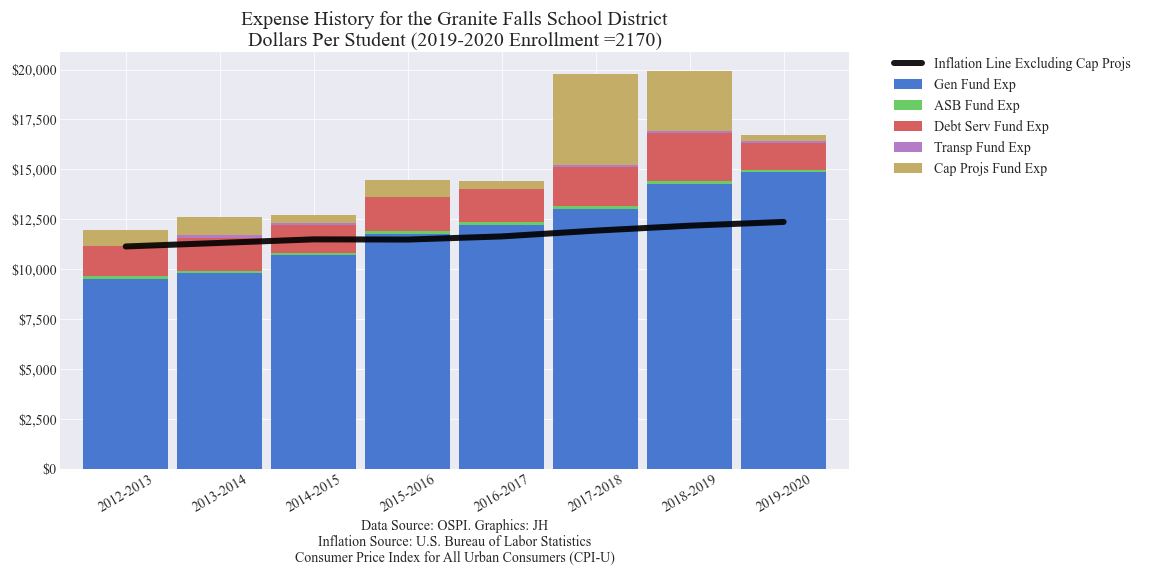 Expense History for the Granite Falls School District
Dollars Per Student (2019-2020 Enrollment =2170)
$20,000
$17,500
$15,000
$12,500
$10,000
$7,500
$5,000
$2,500
$0
2012-2013
2013-2014
2014-2015
2015-2016
2016-2017
2017-2018
2018-2019
2019-2020
Inflation Line Excluding Cap Projs
Gen Fund Exp
ASB Fund Exp
Debt Serv Fund Exp
Transp Fund Exp
Cap Projs Fund Exp
Data Source: OSPI. Graphics: JH
Inflation Source: U.S. Bureau of Labor Statistics
Consumer Price Index for All Urban Consumers (CPI-U)